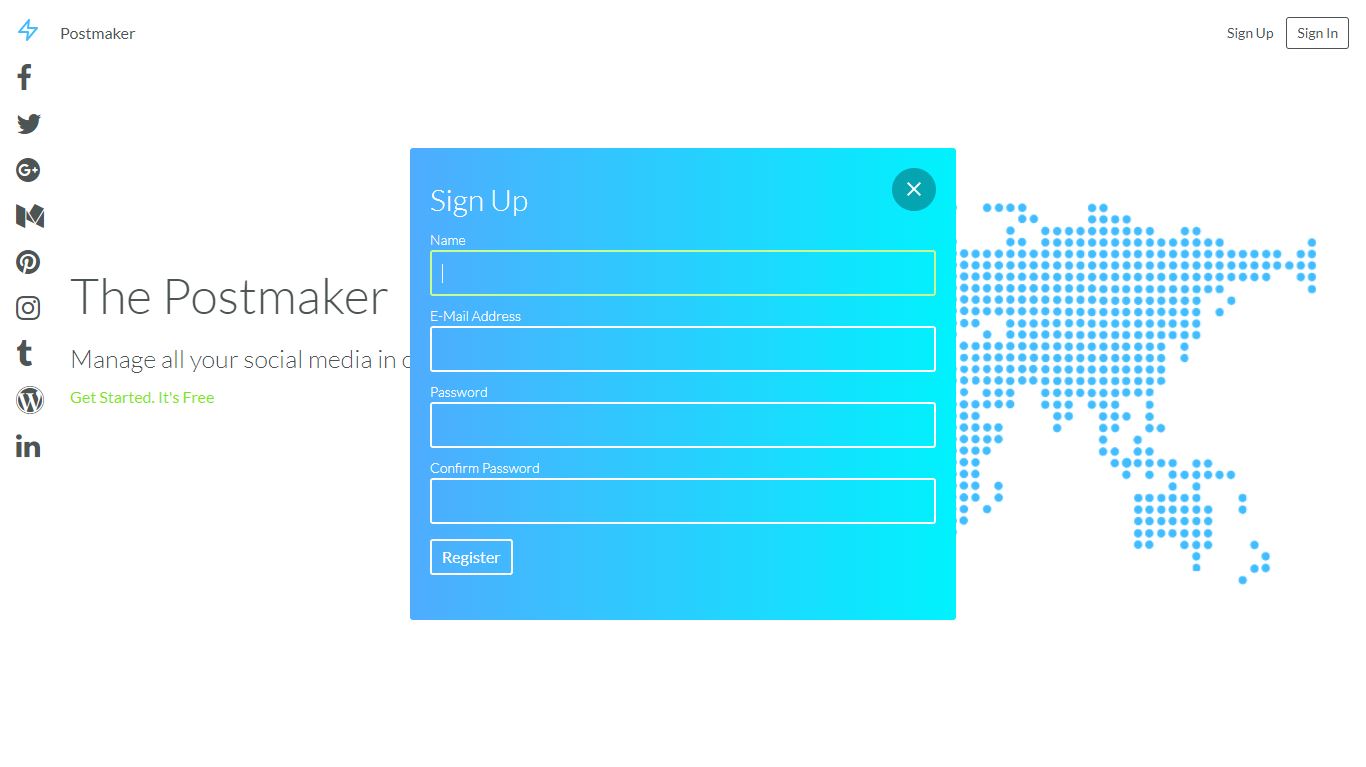 Postmaker
Sign Up
Sign In
The Postmaker
Manage all your social media in
Get Started. It's Free
Sign Up
Name
E-Mail Address
Password
Confirm Password
Register